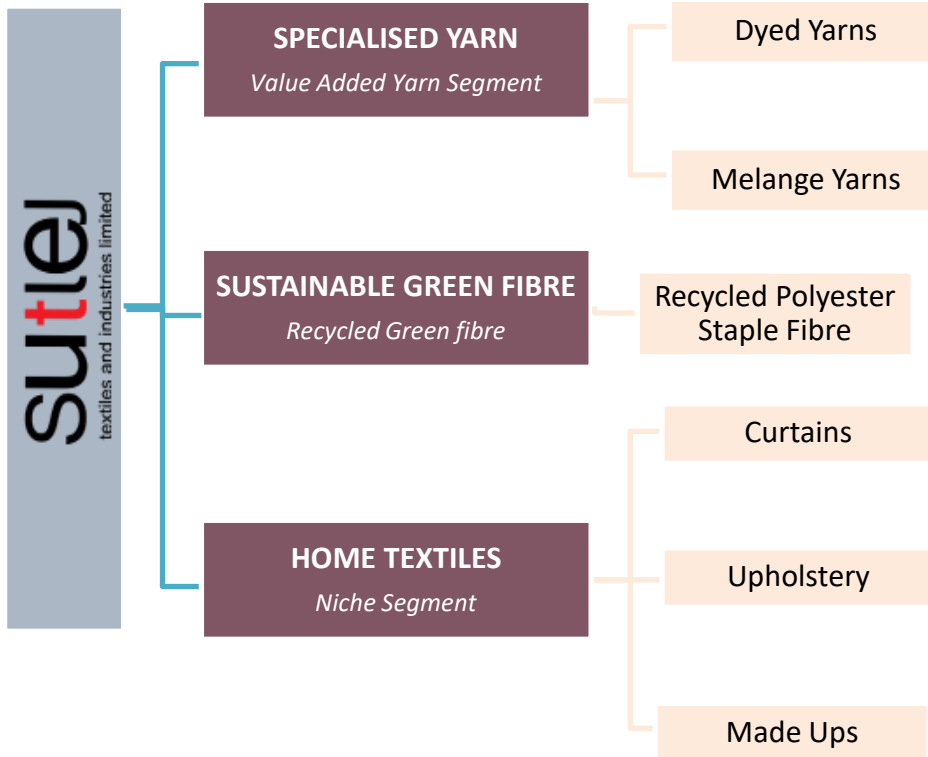 sutlej
textiles and industries limited
SPECIALISED YARN
Value Added Yarn Segment
Dyed Yarns
Melange Yarns
SUSTAINABLE GREEN FIBRE
Recycled Green fibre
Recycled Polyester
Staple Fibre
HOME TEXTILES
Niche Segment
Curtains
Upholstery
Made Ups